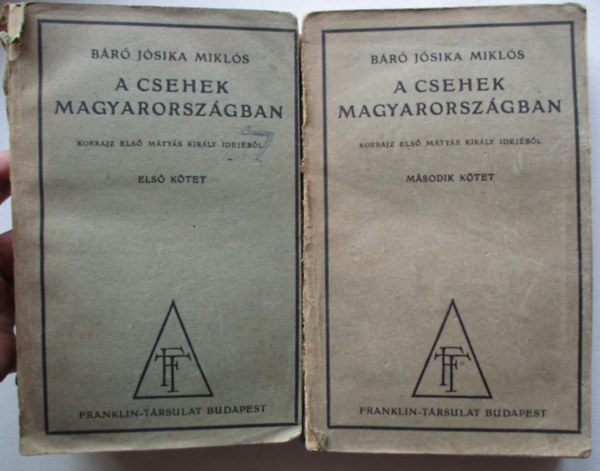 BÁRÓ JÓSIKA MIKLÓS
A CSEHEK
MAGYARORSZÁGBAN
KORRAJZ ELSŐ MÁTYÁS KIRÁLY IDEJÉBŐL
ELSŐ KÖTET
FT
FRANKLIN-TÁRSULAT BUDAPEST
BÁRÓ JÓSIKA MIKLÓS
A CSEHEK
MAGYARORSZÁGBAN
KORRAJZ ELSŐ MÁTYÁS KIRÁLY IDEJÉBŐL
MÁSODIK KÖTET
FT
FRANKLIN-TÁRSULAT BUDAPEST